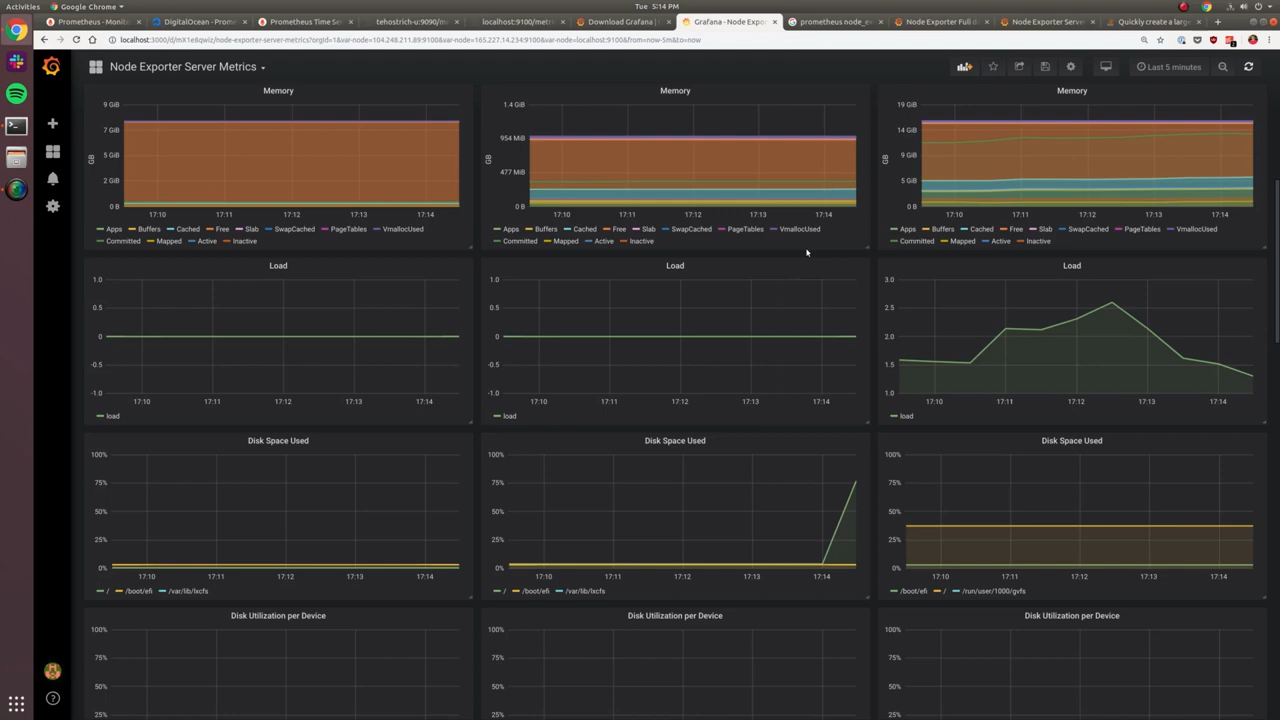 Activities Google Chrome Tue 5:14 PM
Prometheus - Monito DigitalOcean - Promet Prometheus Time Ser tehostrich-u:9090/me localhost:9100/metri Download Grafana | Grafana - Node Expor prometheus node_e Node Exporter Full d Node Exporter Serve Quickly create a large
localhost:3000/d/mX1e8qwiz/node-exporter-server-metrics?orgId=1&var-node=104.248.211.89:9100&var-node=165.227.14.234:9100&var-node=localhost:9100&from=now-5m&to=now
Node Exporter Server Metrics Last 5 minutes
Memory
GB
9 GiB
7 GiB
5 GiB
2 GiB
0 B
17:10 17:11 17:12 17:13 17:14
Apps Buffers Cached Free Slab SwapCached PageTables VmallocUsed
Committed Mapped Active Inactive
Memory
GB
1.4 GiB
954 MiB
477 MiB
0 B
17:10 17:11 17:12 17:13 17:14
Apps Buffers Cached Free Slab SwapCached PageTables VmallocUsed
Committed Mapped Active Inactive
Memory
GB
19 GiB
14 GiB
9 GiB
5 GiB
0 B
17:10 17:11 17:12 17:13 17:14
Apps Buffers Cached Free Slab SwapCached PageTables VmallocUsed
Committed Mapped Active Inactive
Load
1.0
0.5
0
-0.5
-1.0
17:10 17:11 17:12 17:13 17:14
load
Load
1.0
0.5
0
-0.5
-1.0
17:10 17:11 17:12 17:13 17:14
load
Load
3.0
2.5
2.0
1.5
1.0
17:10 17:11 17:12 17:13 17:14
load
Disk Space Used
100%
75%
50%
25%
0%
17:10 17:11 17:12 17:13 17:14
/ /boot/efi /var/lib/lxcfs
Disk Space Used
100%
75%
50%
25%
0%
17:10 17:11 17:12 17:13 17:14
/ /boot/efi /var/lib/lxcfs
Disk Space Used
100%
75%
50%
25%
0%
17:10 17:11 17:12 17:13 17:14
/boot/efi / /run/user/1000/gvfs
Disk Utilization per Device
100%
75%
50%
25%
Disk Utilization per Device
100%
75%
50%
25%
Disk Utilization per Device
100%
75%
50%
25%